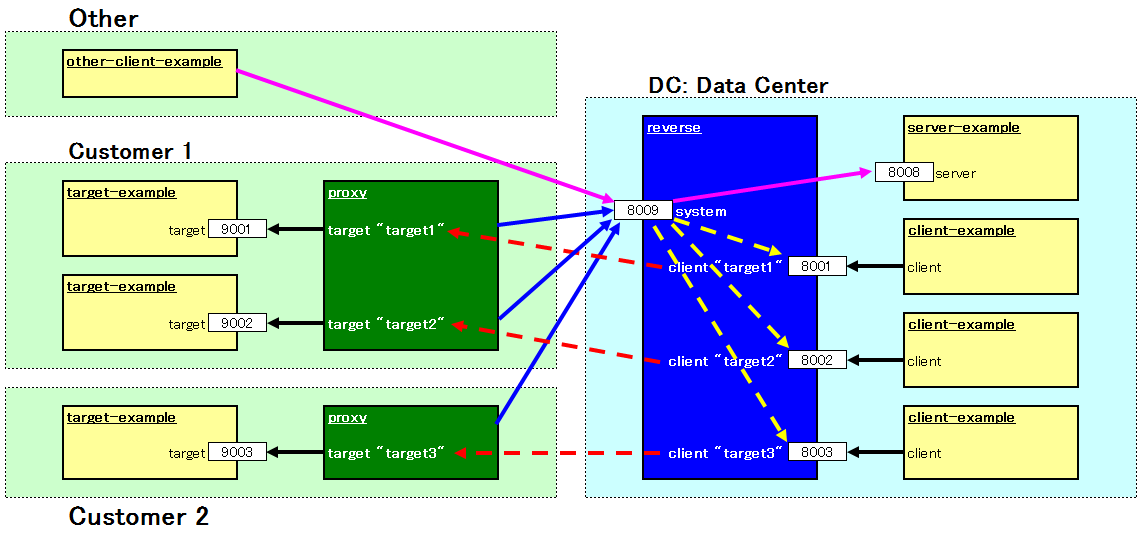 Other
other-client-example
DC: Data Center
reverse
server-example
8008
server
Customer 1
target-example
target
9001
proxy
target "target1"
8009
system
client-example
client "target1"
8001
client
target-example
target
9002
target "target2"
client-example
client "target2"
8002
client
target-example
target
9003
proxy
target "target3"
client-example
client "target3"
8003
client
Customer 2